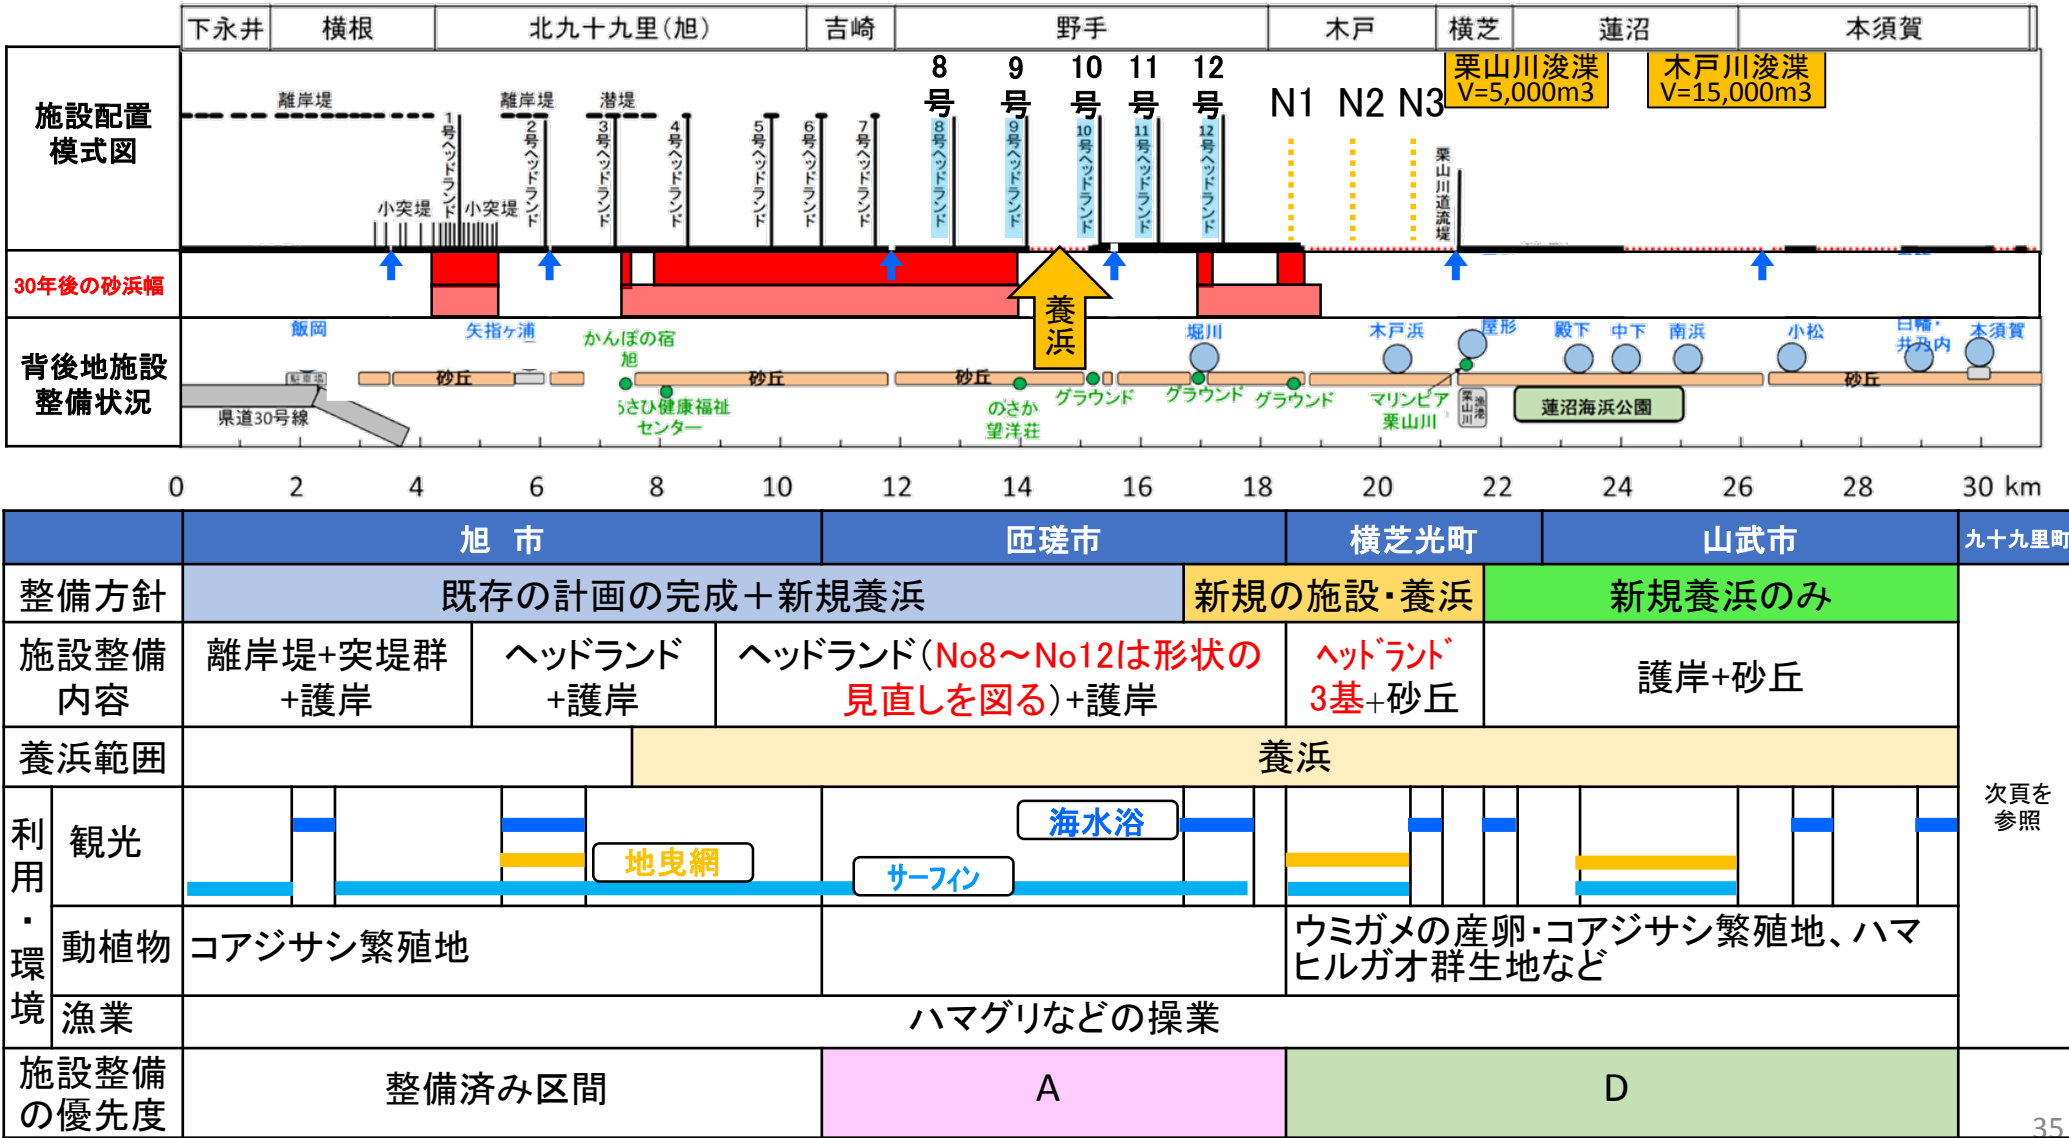 下永井 横根 北九十九里(旭) 吉崎 野手 木戸 横芝 蓮沼 本須賀
施設配置
模式図
離岸堤
離岸堤
潜堤
小突堤
小突堤
1号ヘッドランド
2号ヘッドランド
3号ヘッドランド
4号ヘッドランド
5号ヘッドランド
6号ヘッドランド
7号ヘッドランド
8号
8号ヘッドランド
9号
9号ヘッドランド
10号
10号ヘッドランド
11号
11号ヘッドランド
12号
12号ヘッドランド
N1 N2 N3
栗山川浚渫
V=5,000m3
木戸川浚渫
V=15,000m3
栗山川道流堤
30年後の砂浜幅
養浜
背後地施設
整備状況
飯岡
矢指ヶ浦
かんぽの宿
旭
堀川
木戸浜
屋形
殿下
中下
南浜
小松
白幡・
井乃内
本須賀
駐車場
砂丘
砂丘
砂丘
砂丘
県道30号線
さひ健康福祉
センター
のさか
望洋荘
グラウンド
グラウンド
グラウンド
マリンピア
栗山川
栗山川
漁港
蓮沼海浜公園
0 2 4 6 8 10 12 14 16 18 20 22 24 26 28 30 km
旭 市 匝瑳市 横芝光町 山武市 九十九里町
整備方針 既存の計画の完成＋新規養浜 新規の施設・養浜 新規養浜のみ
施設整備
内容
離岸堤+突堤群
+護岸
ヘッドランド
+護岸
ヘッドランド(No8～No12は形状の
見直しを図る)+護岸
ヘッドランド
3基+砂丘
護岸+砂丘
養浜範囲 養浜
次頁を
参照
利用・環境
観光
海水浴
地曳網
サーフィン
動植物
コアジサシ繁殖地
ウミガメの産卵・コアジサシ繁殖地、ハマ
ヒルガオ群生地など
漁業 ハマグリなどの操業
施設整備
の優先度
整備済み区間 A D
35